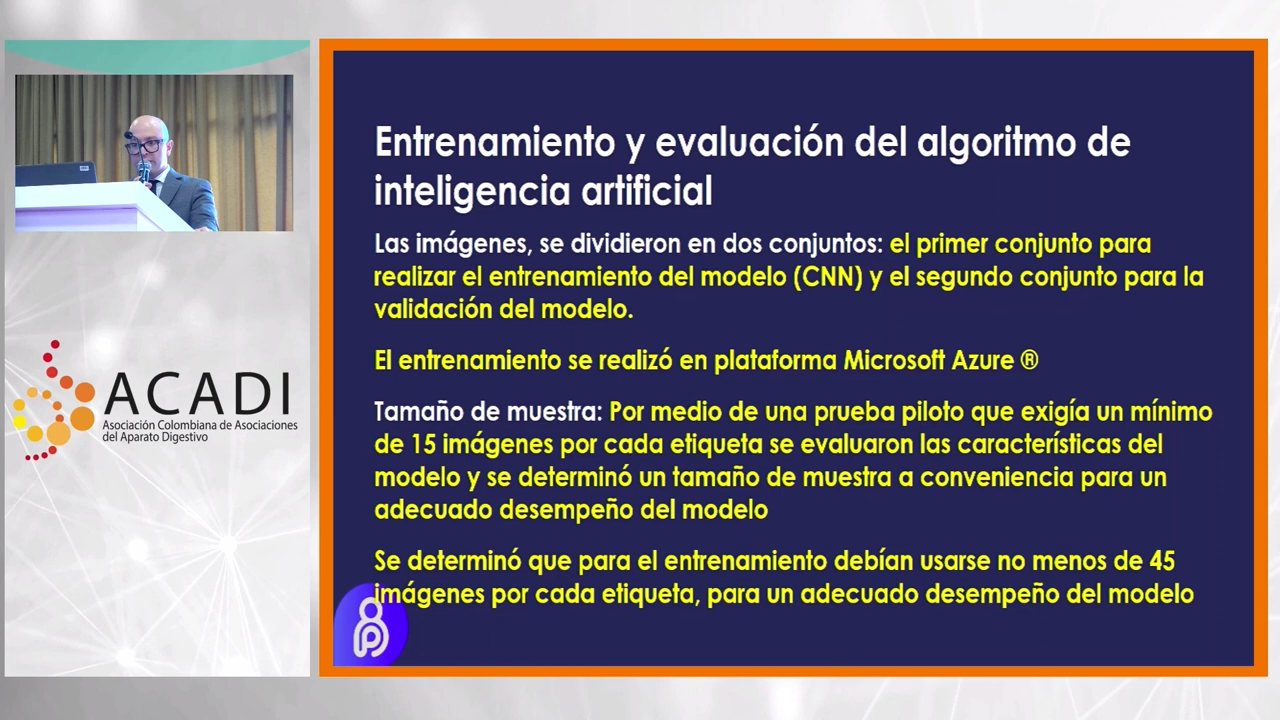 Entrenamiento y evaluación del algoritmo de
inteligencia artificial
Las imágenes, se dividieron en dos conjuntos: el primer conjunto para
realizar el entrenamiento del modelo (CNN) y el segundo conjunto para la
validación del modelo.
El entrenamiento se realizó en plataforma Microsoft Azure ®
Tamaño de muestra: Por medio de una prueba piloto que exigía un mínimo
de 15 imágenes por cada etiqueta se evaluaron las características del
modelo y se determinó un tamaño de muestra a conveniencia para un
adecuado desempeño del modelo
Se determinó que para el entrenamiento debían usarse no menos de 45
imágenes por cada etiqueta, para un adecuado desempeño del modelo
ACADI
Asociación Colombiana de Asociaciones
del Aparato Digestivo